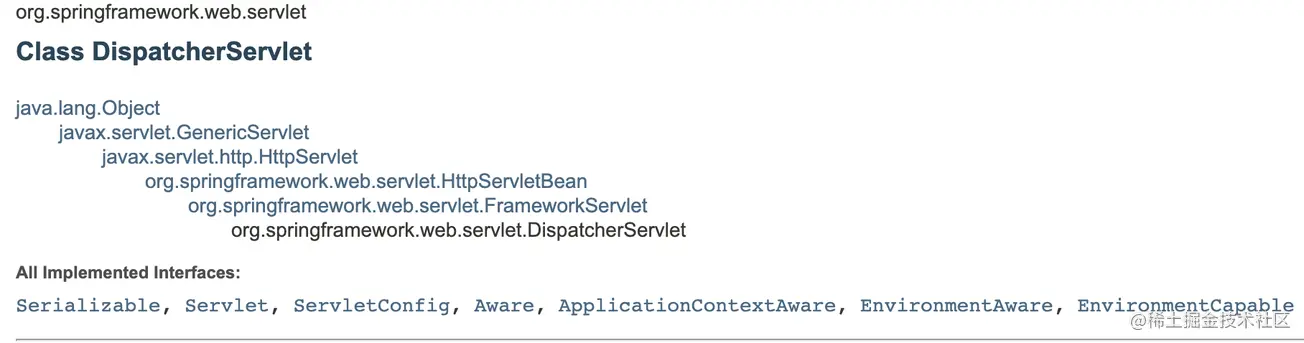 org.springframework.web.servlet
Class DispatcherServlet
java.lang.Object
javax.servlet.GenericServlet
javax.servlet.http.HttpServlet
org.springframework.web.servlet.HttpServletBean
org.springframework.web.servlet.FrameworkServlet
org.springframework.web.servlet.DispatcherServlet
All Implemented Interfaces:
Serializable, Servlet, ServletConfig, Aware, ApplicationContextAware, EnvironmentAware, EnvironmentCapable
@稀土掘金技术社区